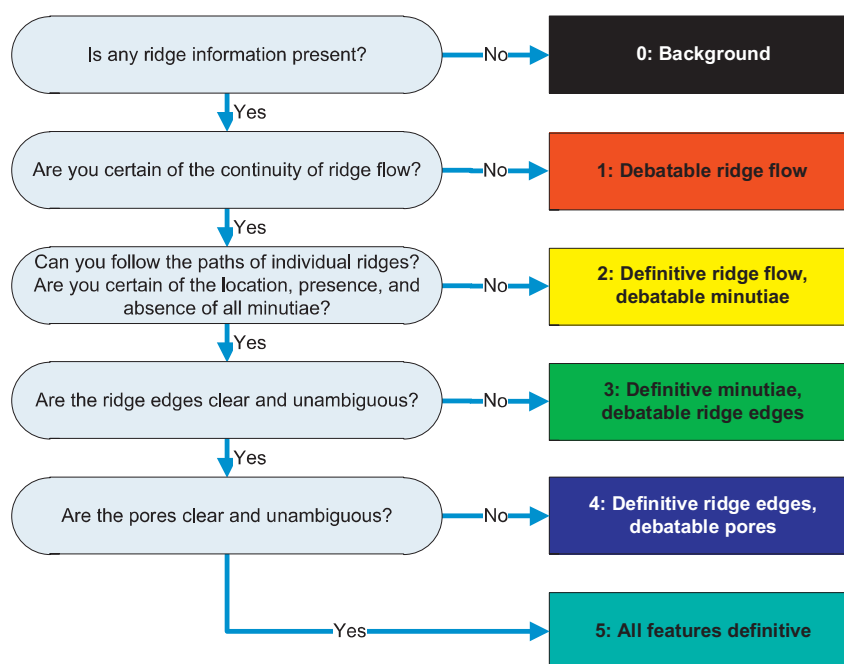 Is any ridge information present?
No
0: Background
Yes
Are you certain of the continuity of ridge flow?
No
1: Debatable ridge flow
Yes
Can you follow the paths of individual ridges?
Are you certain of the location, presence, and
absence of all minutiae?
No
2: Definitive ridge flow,
debatable minutiae
Yes
Are the ridge edges clear and unambiguous?
No
3: Definitive minutiae,
debatable ridge edges
Yes
Are the pores clear and unambiguous?
No
4: Definitive ridge edges,
debatable pores
Yes
5: All features definitive